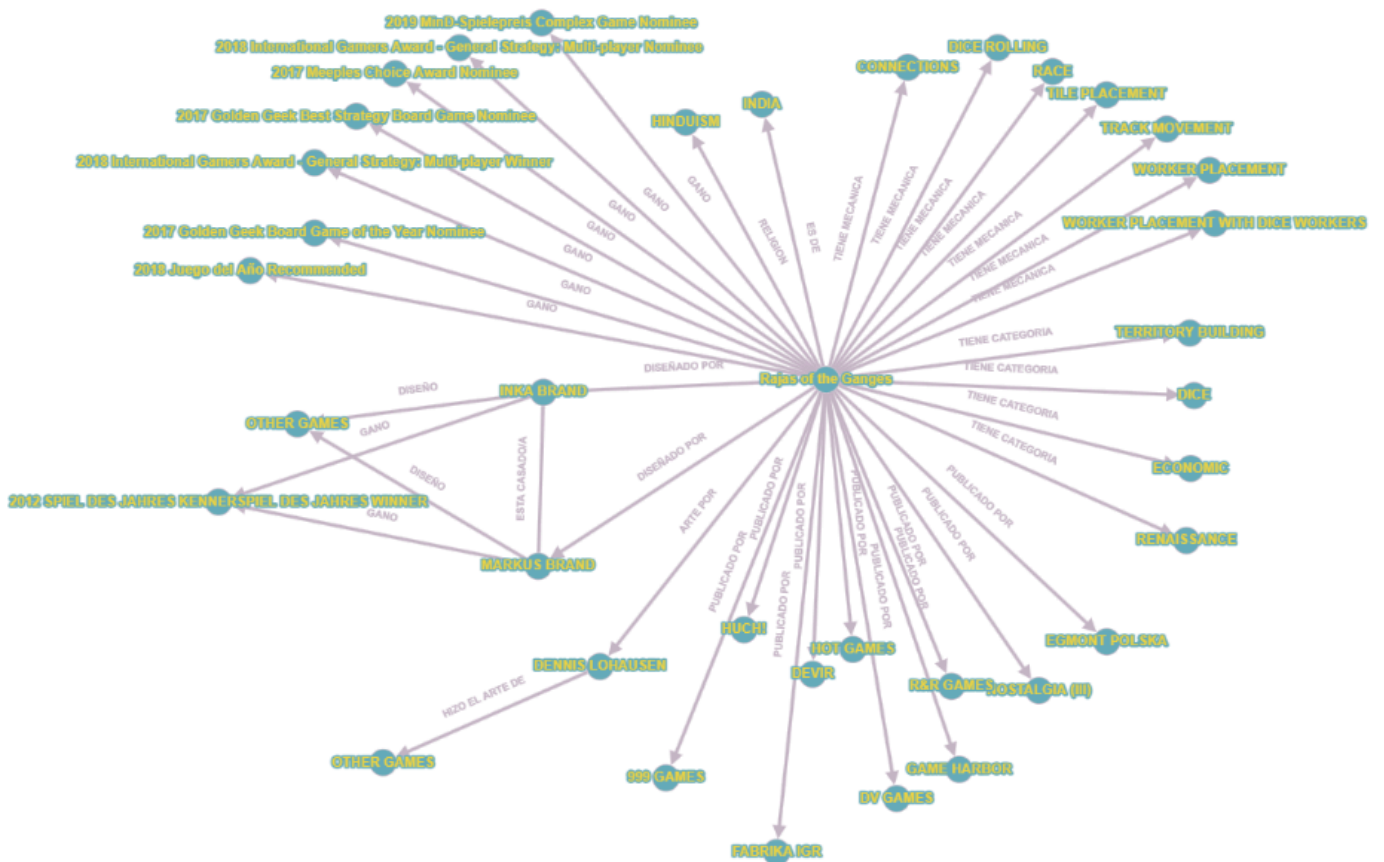 2019 MinD-Spielepreis Complex Game Nominee
2018 International Gamers Award - General Strategy: Multi-player Nominee
2017 Meeples Choice Award Nominee
2017 Golden Geek Best Strategy Board Game Nominee
2018 International Gamers Award - General Strategy: Multi-player Winner
2017 Golden Geek Board Game of the Year Nominee
2018 Juego del Año Recommended
HINDUISM
INDIA
CONNECTIONS
DICE ROLLING
RACE
TILE PLACEMENT
TRACK MOVEMENT
WORKER PLACEMENT
WORKER PLACEMENT WITH DICE WORKERS
GANO
GANO
GANO
GANO
GANO
GANO
GANO
RELIGION
ES DE
TIENE MECANICA
TIENE MECANICA
TIENE MECANICA
TIENE MECANICA
TIENE MECANICA
TIENE MECANICA
TIENE MECANICA
TERRITORY BUILDING
TIENE CATEGORIA
TIENE CATEGORIA
TIENE CATEGORIA
TIENE CATEGORIA
DICE
ECONOMIC
RENAISSANCE
Rajas of the Ganges
DISEÑADO POR
INKA BRAND
DISEÑO
OTHER GAMES
GANO
DISEÑO
ESTA CASADO/A
DISEÑADO POR
2012 SPIEL DES JAHRES KENNERSPIEL DES JAHRES WINNER
GANO
MARKUS BRAND
ARTE POR
PUBLICADO POR
PUBLICADO POR
PUBLICADO POR
PUBLICADO POR
PUBLICADO POR
PUBLICADO POR
PUBLICADO POR
PUBLICADO POR
PUBLICADO POR
PUBLICADO POR
HUCH!
HOT GAMES
EGMONT POLSKA
DENNIS LOHAUSEN
DEVIR
R&R GAMES
NOSTALGIA (III)
HIZO EL ARTE DE
OTHER GAMES
999 GAMES
GAME HARBOR
DV GAMES
FABRIKA IGR